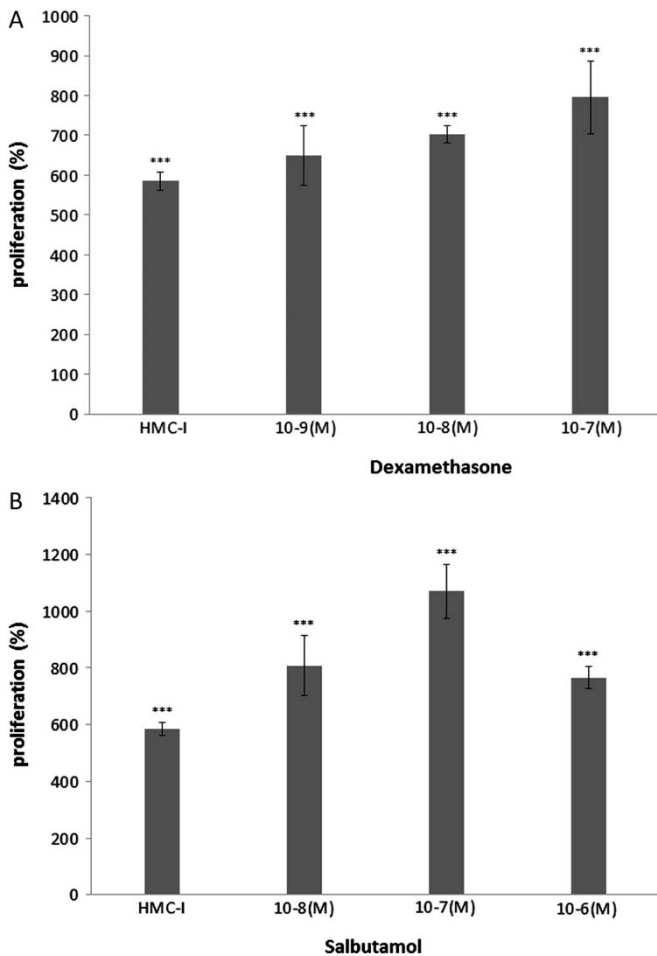 A
1000
900
800
700
600
500
400
300
200
100
0
proliferation (%)
***
***
***
***
HMC-I
10-9(M)
10-8(M)
10-7(M)
Dexamethasone
B
1400
1200
1000
800
600
400
200
0
proliferation (%)
***
***
***
***
HMC-I
10-8(M)
10-7(M)
10-6(M)
Salbutamol